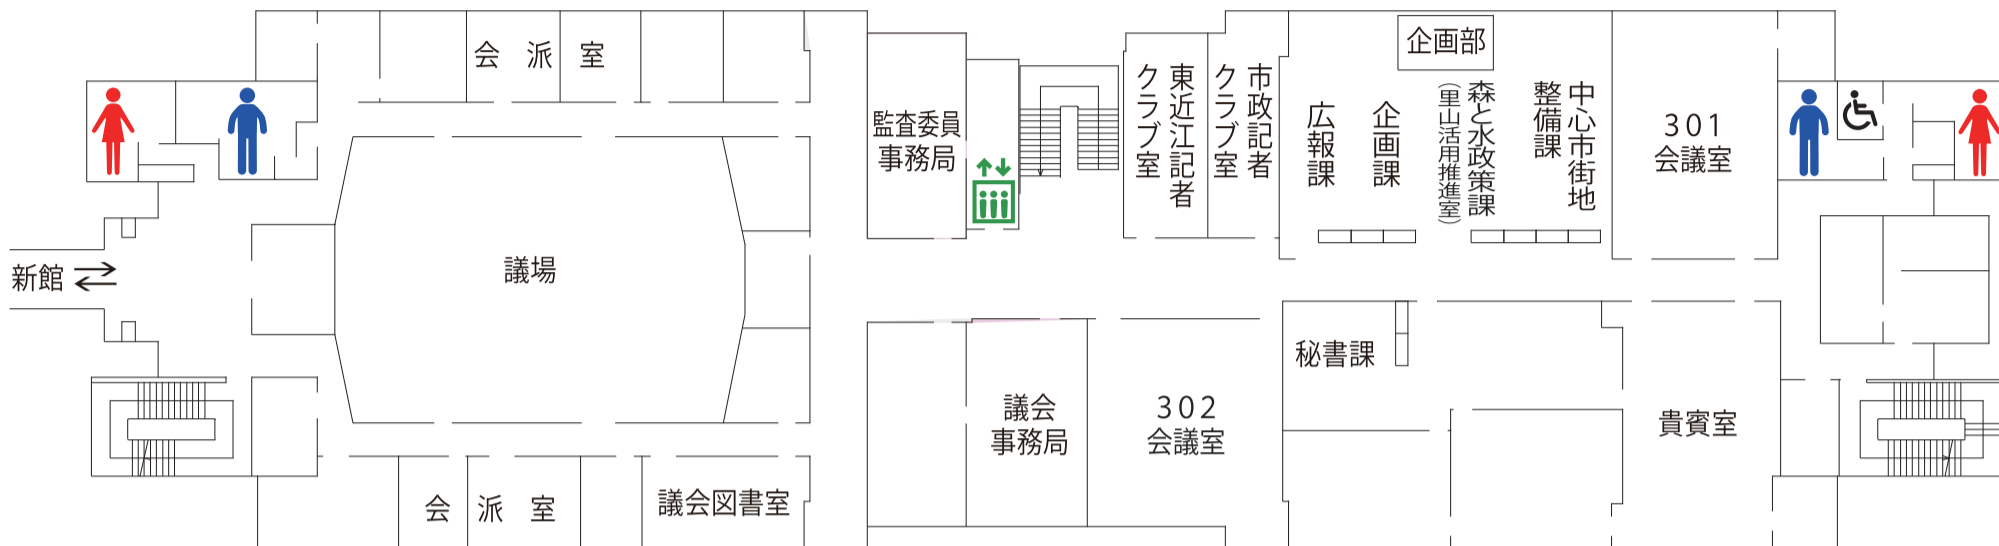 会派室
監査委員
事務局
東近江記者
クラブ室
市政記者
クラブ室
企画部
広報課
企画課
森と水政策課
（里山活用推進室）
中心市街地
整備課
301
会議室
新館
議場
秘書課
議会
事務局
302
会議室
貴賓室
会派室
議会図書室